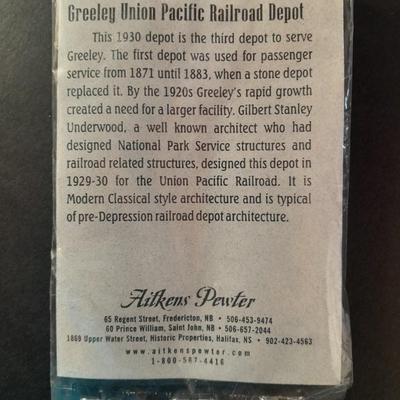 Greeley Union Pacific Railroad Depot
This 1930 depot is the third depot to serve
Greeley. The first depot was used for passenger
service from 1871 until 1883, when a stone depot
replaced it. By the 1920s Greeley's rapid growth
created a need for a larger facility. Gilbert Stanley
Underwood, a well known architect who had
designed National Park Service structures and
railroad related structures, designed this depot in
1929-30 for the Union Pacific Railroad. It is
Modern Classical style architecture and is typical
of pre-Depression railroad depot architecture.
Aitkens Pewter
65 Regent Street, Fredericton, NB • 506-453-9474
60 Prince William, Saint John, NB • 506-657-2044
1869 Upper Water Street, Historic Properties, Halifax, NS • 902-423-4563
www.aitkenspewter.com
1-800-567-4416